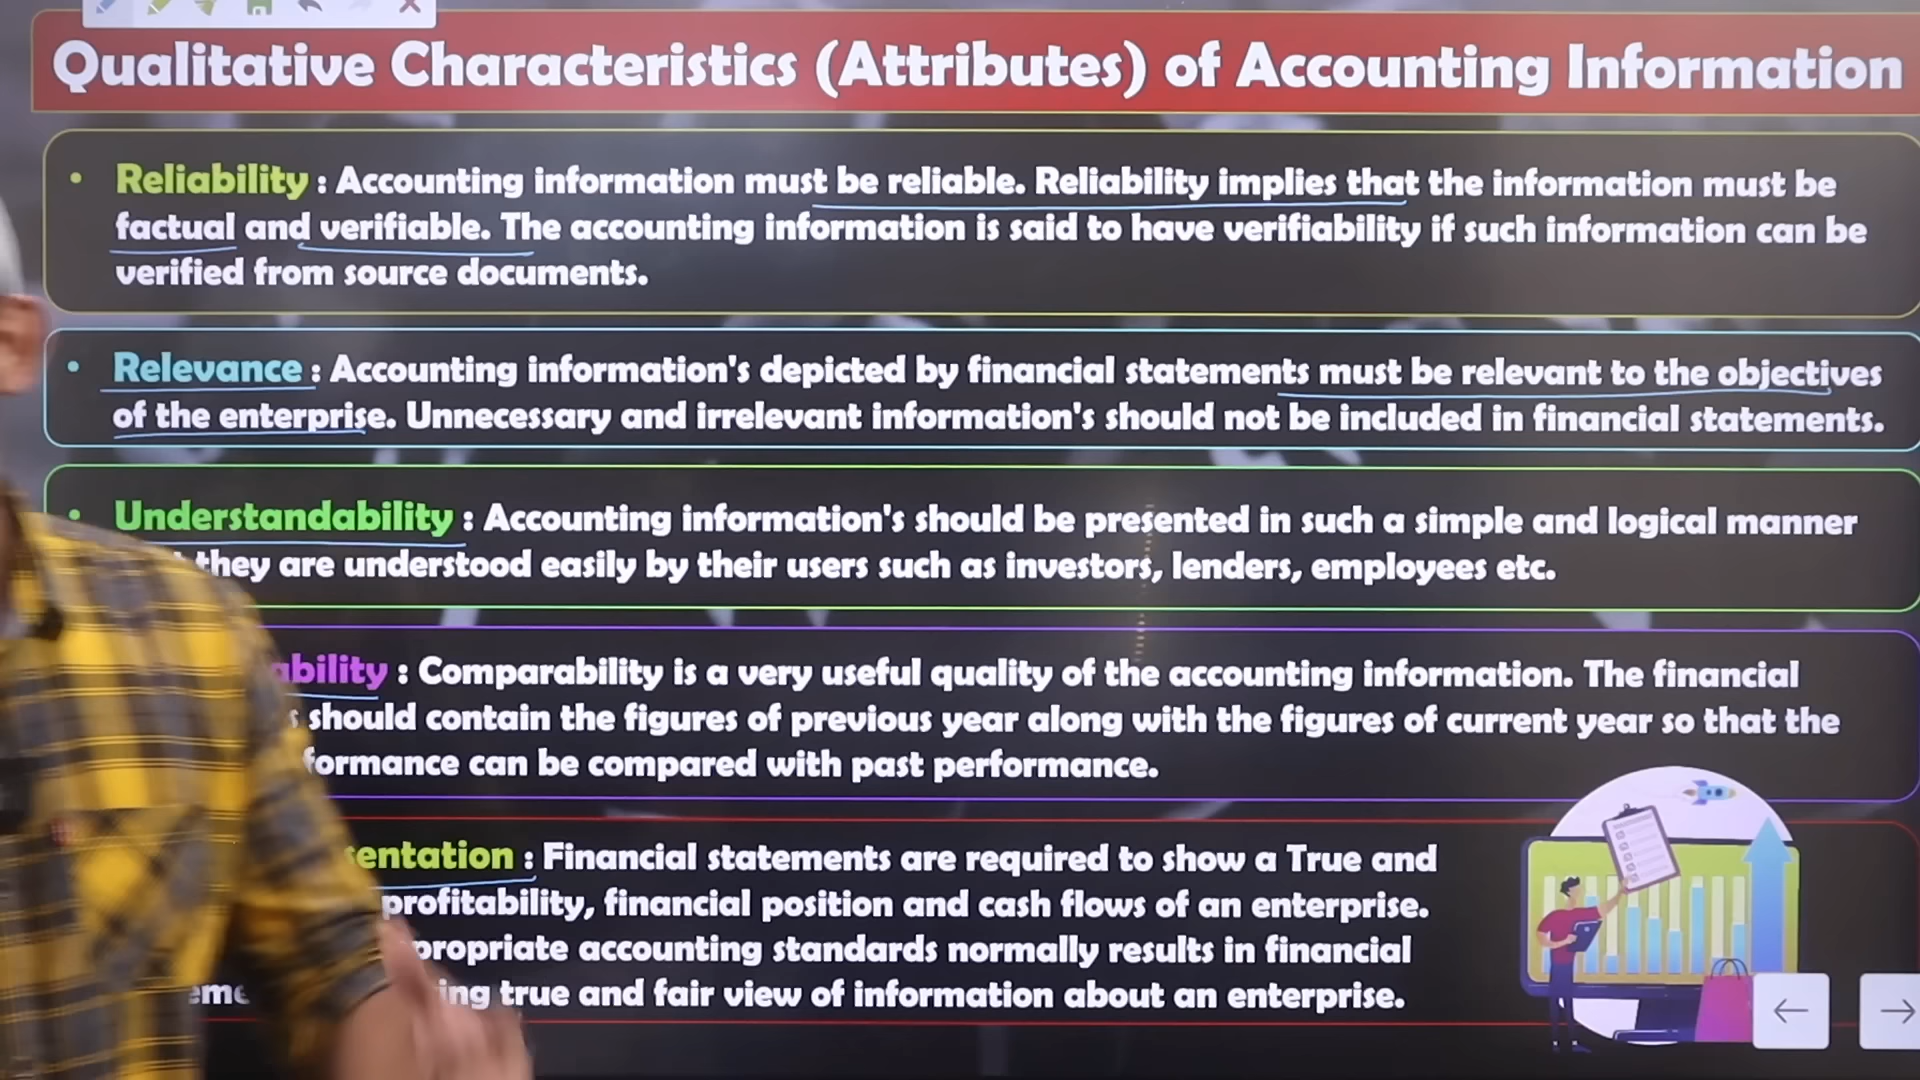 Qualitative Characteristics (Attributes) of Accounting Information
• Reliability : Accounting information must be reliable. Reliability implies that the information must be
factual and verifiable. The accounting information is said to have verifiability if such information can be
verified from source documents.
• Relevance : Accounting information's depicted by financial statements must be relevant to the objectives
of the enterprise. Unnecessary and irrelevant information's should not be included in financial statements.
• Understandability : Accounting information's should be presented in such a simple and logical manner
they are understood easily by their users such as investors, lenders, employees etc.
ability : Comparability is a very useful quality of the accounting information. The financial
s should contain the figures of previous year along with the figures of current year so that the
formance can be compared with past performance.
sentation : Financial statements are required to show a True and
profitability, financial position and cash flows of an enterprise.
propriate accounting standards normally results in financial
eme ing true and fair view of information about an enterprise.